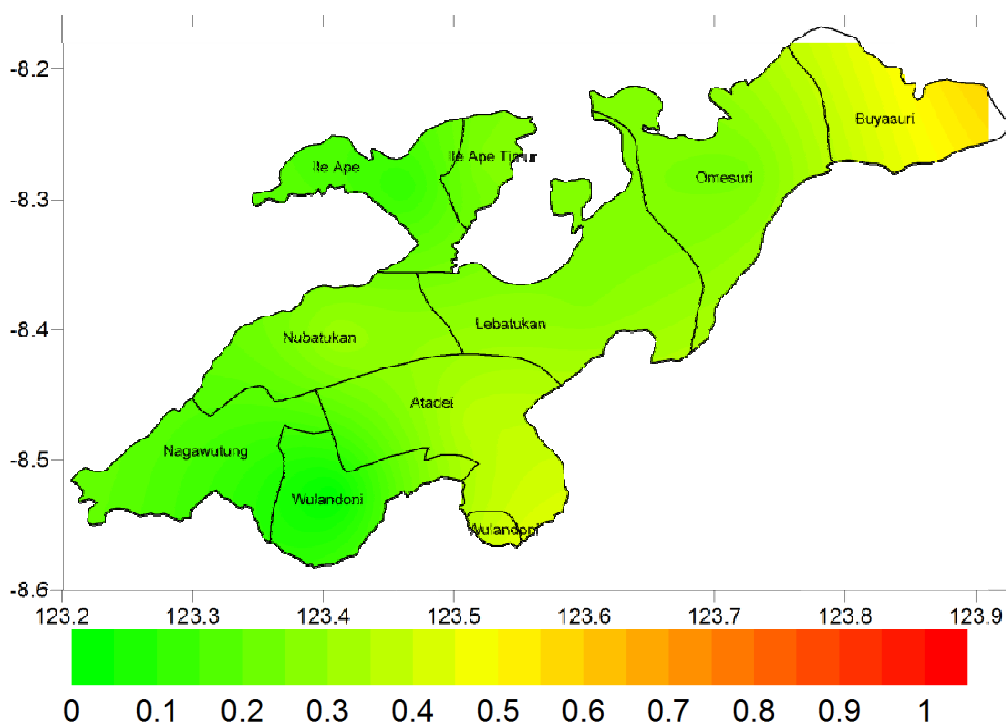 -8.2
-8.3
-8.4
-8.5
-8.6
Buyasuri
Ile Ape Timur
Ile Ape
Omesuri
Lebatukan
Nubatukan
Atadei
Nagawutung
Wulandoni
Wulandoni
123.2 123.3 123.4 123.5 123.6 123.7 123.8 123.9
0 0.1 0.2 0.3 0.4 0.5 0.6 0.7 0.8 0.9 1